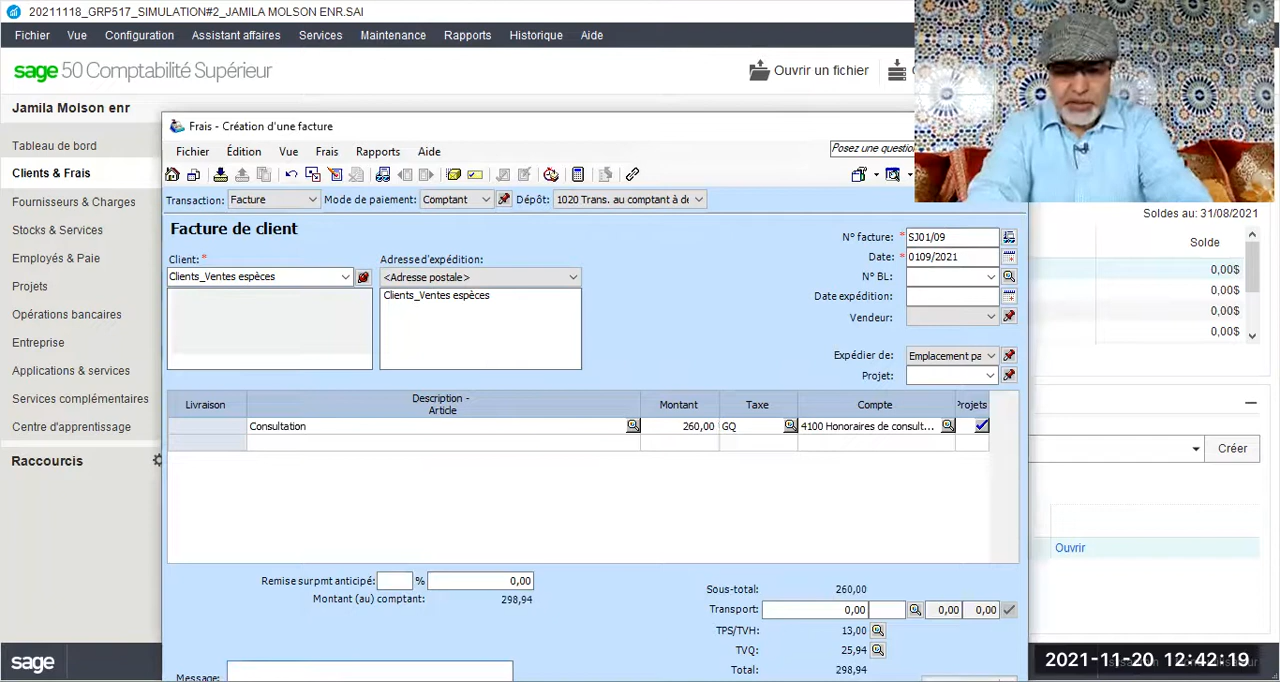 20211118_GRP517_SIMULATION#2_JAMILA MOLSON ENR.SAI
Fichier Vue Configuration Assistant affaires Services Maintenance Rapports Historique Aide
sage 50 Comptabilité Supérieur
Ouvrir un fichier
Jamila Molson enr
Tableau de bord
Clients & Frais
Fournisseurs & Charges
Stocks & Services
Employés & Paie
Projets
Opérations bancaires
Entreprise
Applications & services
Services complémentaires
Centre d'apprentissage
Raccourcis
sage
Frais - Création d'une facture
Fichier Édition Vue Frais Rapports Aide
Posez une question
Transaction: Facture Mode de paiement: Comptant Dépôt: 1020 Trans. au comptant à de
Facture de client
Client: *
Clients_Ventes espèces
Adresse d'expédition:
<Adresse postale>
Clients_Ventes espèces
N° facture: * SJ01/09
Date: * 0109/2021
N° BL:
Date expédition:
Vendeur:
Expédier de: Emplacement pa
Projet:
Livraison Description - Article Montant Taxe Compte Projets
Consultation 260,00 GQ 4100 Honoraires de consult...
Remise sur pmt anticipé: % 0,00
Montant (au) comptant: 298,94
Sous-total: 260,00
Transport: 0,00 0,00 0,00
TPS/TVH: 13,00
TVQ: 25,94
Total: 298,94
Message:
Soldes au: 31/08/2021
Solde
0,00$
0,00$
0,00$
0,00$
Créer
Ouvrir
2021-11-20 12:42:19